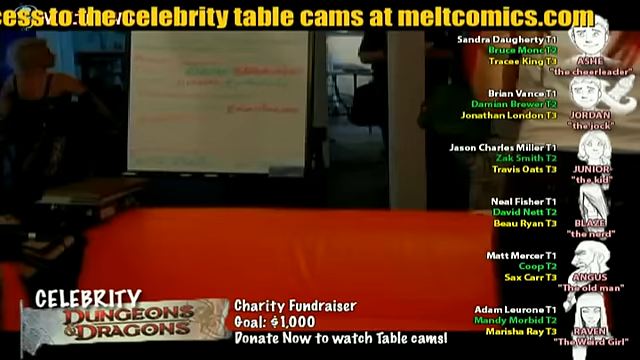 cess to the celebrity table cams at meltcomics.com
Sandra Daugherty T1
Bruce Monc T2
Tracee King T3
ASHE
"the cheerleader"
Brian Vance T1
Damian Brewer T2
Jonathan London T3
JORDAN
"the jock"
Jason Charles Miller T1
Zak Smith T2
Travis Oats T3
JUNIOR
"the kid"
Neal Fisher T1
David Nett T2
Beau Ryan T3
BLAZE
"the nerd"
Matt Mercer T1
Coop T2
Sax Carr T3
ANGUS
"The old man"
Adam Leurone T1
Mandy Morbid T2
Marisha Ray T3
RAVEN
"The Weird Girl"
CELEBRITY
DUNGEONS
& DRAGONS
Charity Fundraiser
Goal: $1,000
Donate Now to watch Table cams!